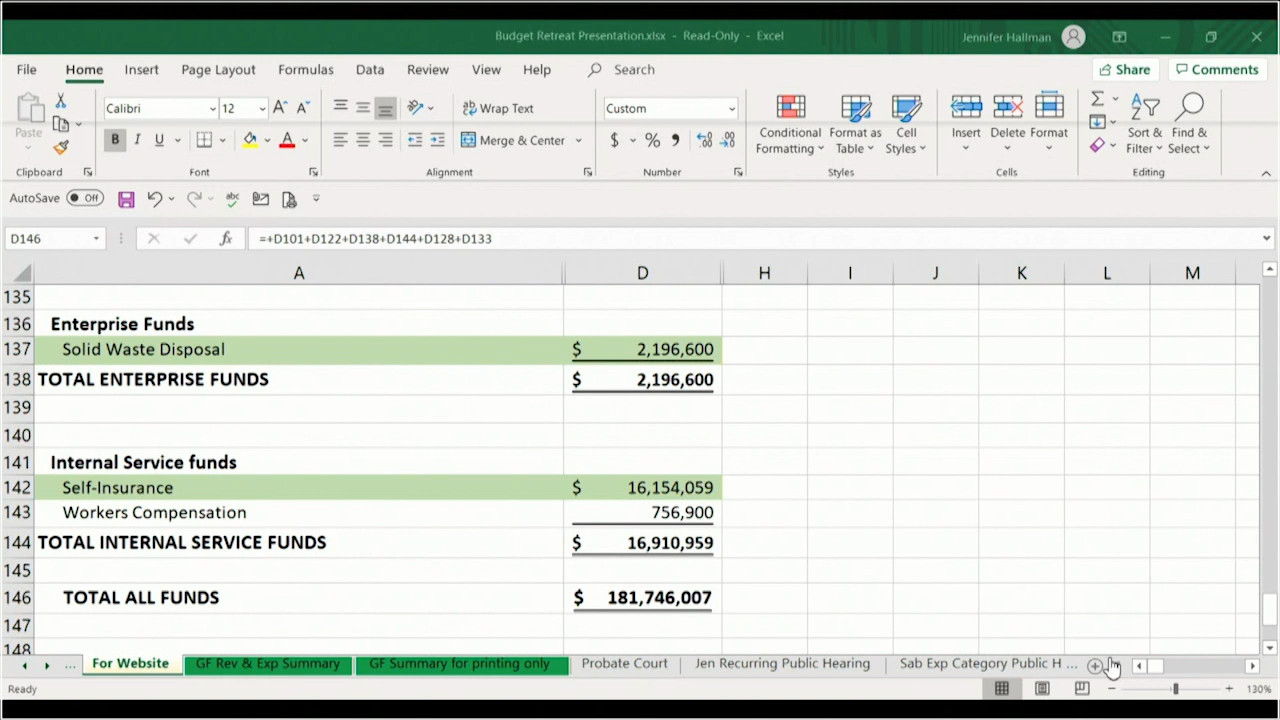 Budget Retreat Presentation.xlsx - Read-Only - Excel
Jennifer Hallman
File Home Insert Page Layout Formulas Data Review View Help Search Share Comments
Paste
Calibri 12
B I U A
Wrap Text
Merge & Center
Custom
$ % ,
Conditional Formatting
Format as Table
Cell Styles
Insert
Delete
Format
Sort & Filter
Find & Select
Clipboard Font Alignment Number Styles Cells Editing
AutoSave Off
D146 fx =+D101+D122+D138+D144+D128+D133
A D H I J K L M
135
136 Enterprise Funds
137 Solid Waste Disposal $ 2,196,600
138 TOTAL ENTERPRISE FUNDS $ 2,196,600
139
140
141 Internal Service funds
142 Self-Insurance $ 16,154,059
143 Workers Compensation 756,900
144 TOTAL INTERNAL SERVICE FUNDS $ 16,910,959
145
146 TOTAL ALL FUNDS $ 181,746,007
147
148
... For Website GF Rev & Exp Summary GF Summary for printing only Probate Court Jen Recurring Public Hearing Sab Exp Category Public H ...
Ready 130%